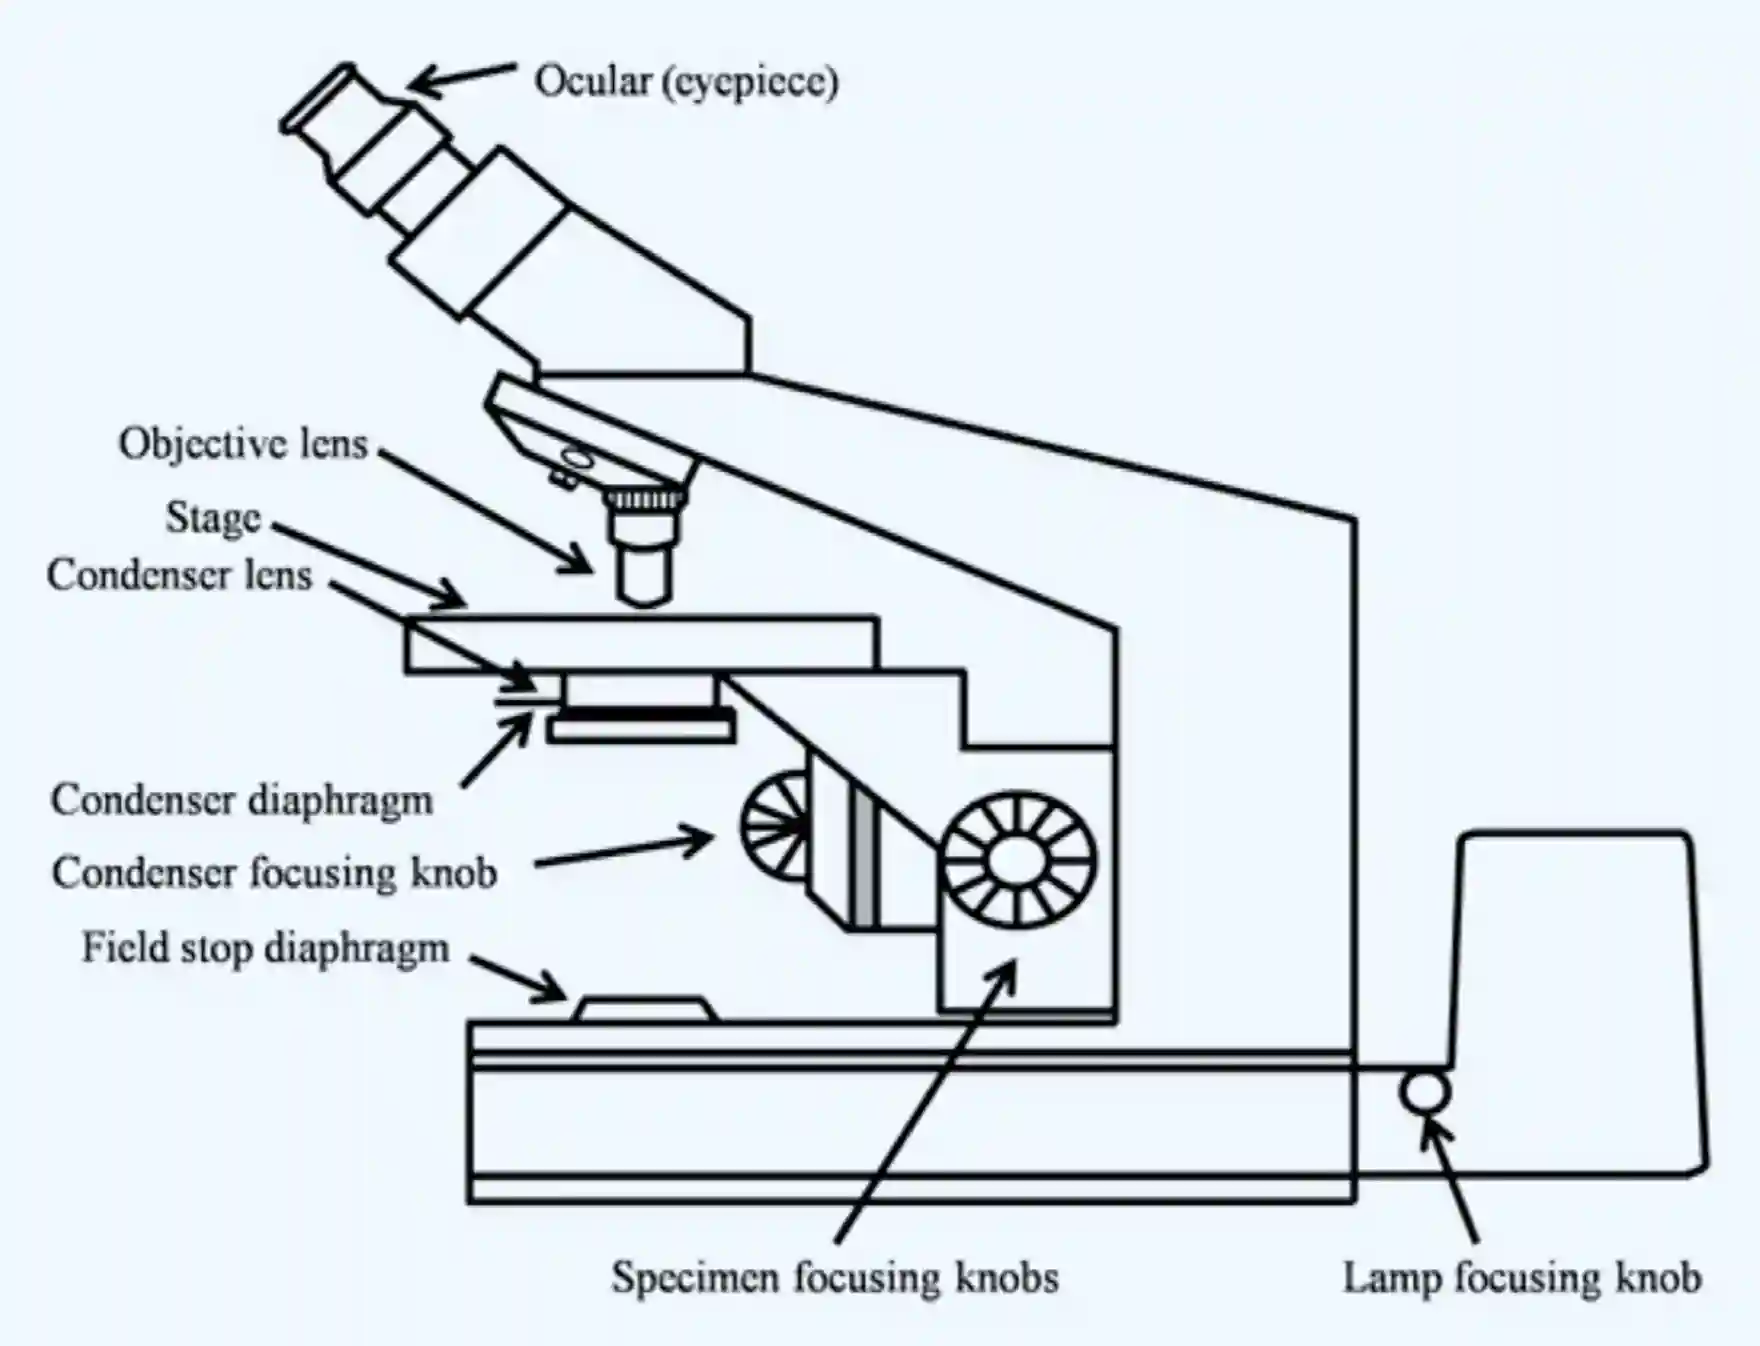 Ocular (eyepiece)
Objective lens
Stage
Condenser lens
Condenser diaphragm
Condenser focusing knob
Field stop diaphragm
Specimen focusing knobs
Lamp focusing knob